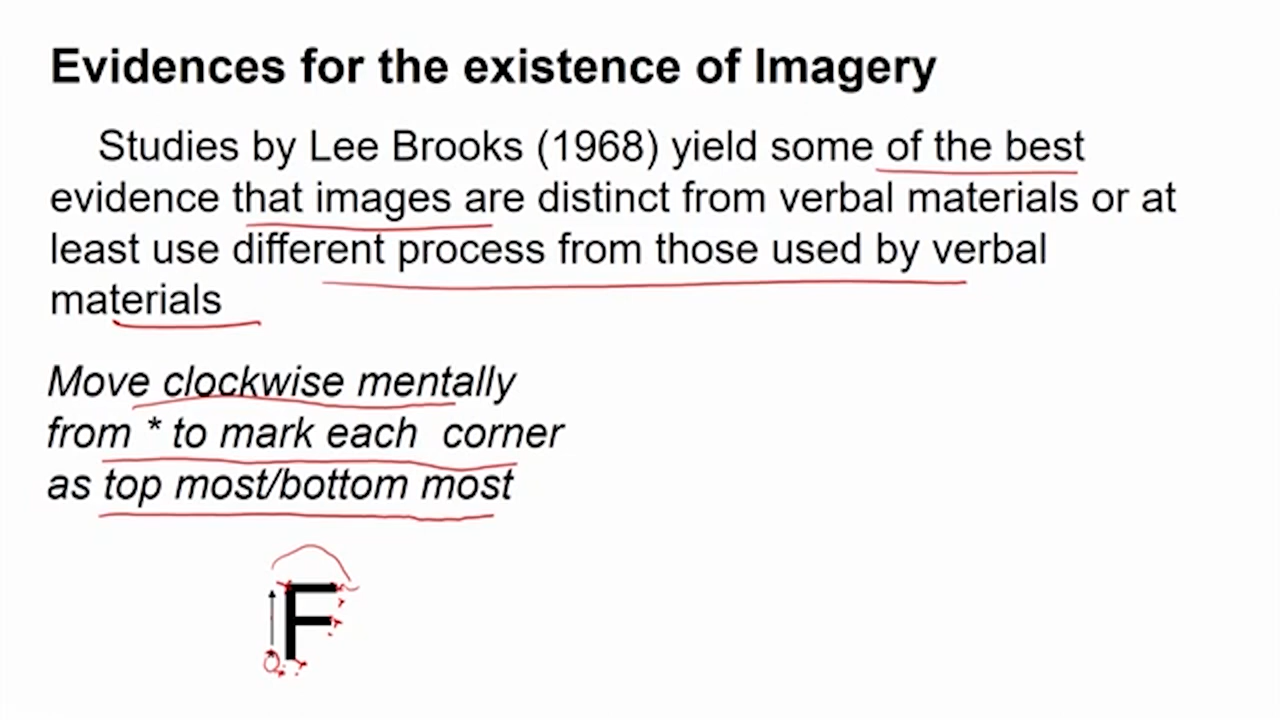 Evidences for the existence of Imagery
Studies by Lee Brooks (1968) yield some of the best
evidence that images are distinct from verbal materials or at
least use different process from those used by verbal
materials
Move clockwise mentally
from * to mark each corner
as top most/bottom most
F
*